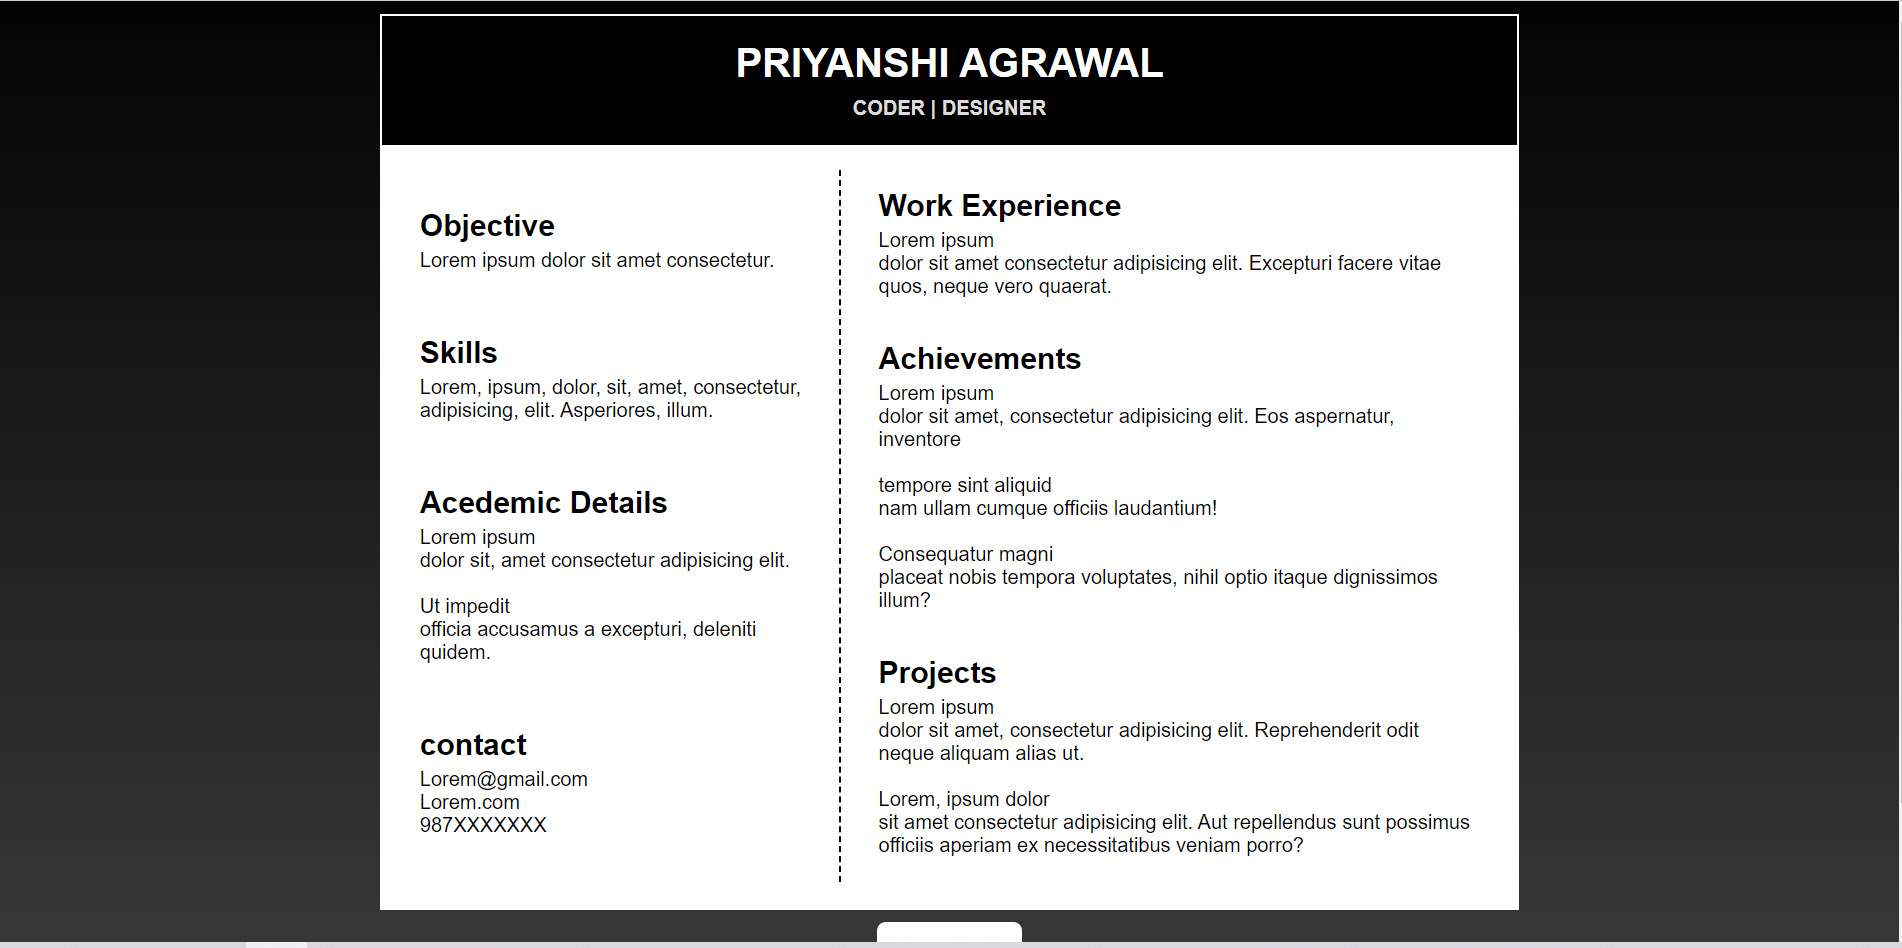 PRIYANSHI AGRAWAL
CODER | DESIGNER
Objective
Lorem ipsum dolor sit amet consectetur.
Skills
Lorem, ipsum, dolor, sit, amet, consectetur,
adipisicing, elit. Asperiores, illum.
Acedemic Details
Lorem ipsum
dolor sit, amet consectetur adipisicing elit.
Ut impedit
officia accusamus a excepturi, deleniti
quidem.
contact
Lorem@gmail.com
Lorem.com
987XXXXXXX
Work Experience
Lorem ipsum
dolor sit amet consectetur adipisicing elit. Excepturi facere vitae
quos, neque vero quaerat.
Achievements
Lorem ipsum
dolor sit amet, consectetur adipisicing elit. Eos aspernatur,
inventore
tempore sint aliquid
nam ullam cumque officiis laudantium!
Consequatur magni
placeat nobis tempora voluptates, nihil optio itaque dignissimos
illum?
Projects
Lorem ipsum
dolor sit amet, consectetur adipisicing elit. Reprehenderit odit
neque aliquam alias ut.
Lorem, ipsum dolor
sit amet consectetur adipisicing elit. Aut repellendus sunt possimus
officiis aperiam ex necessitatibus veniam porro?